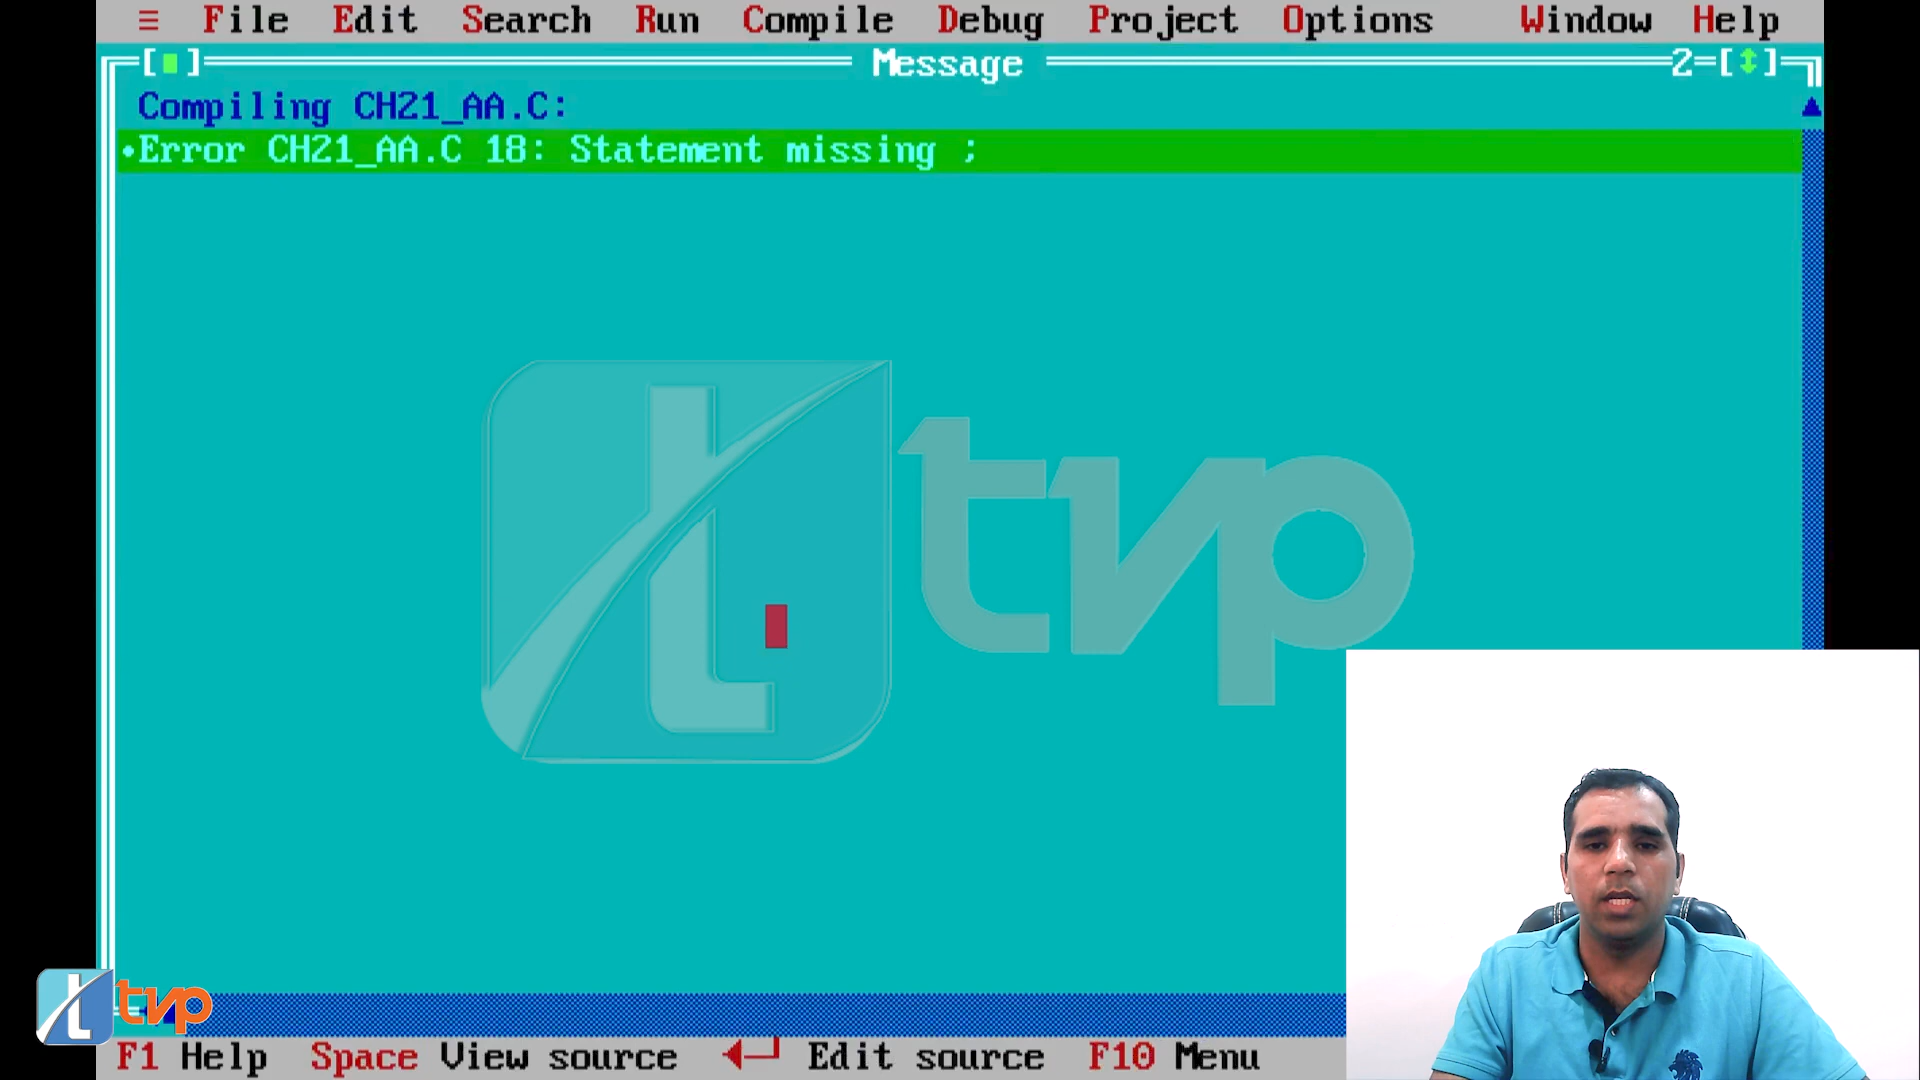 ≡ File Edit Search Run Compile Debug Project Options Window Help
[■] Message 2=[↕]
Compiling CH21_AA.C:
•Error CH21_AA.C 18: Statement missing ;
t tvp
t tvp
F1 Help Space View source ◄─┘ Edit source F10 Menu